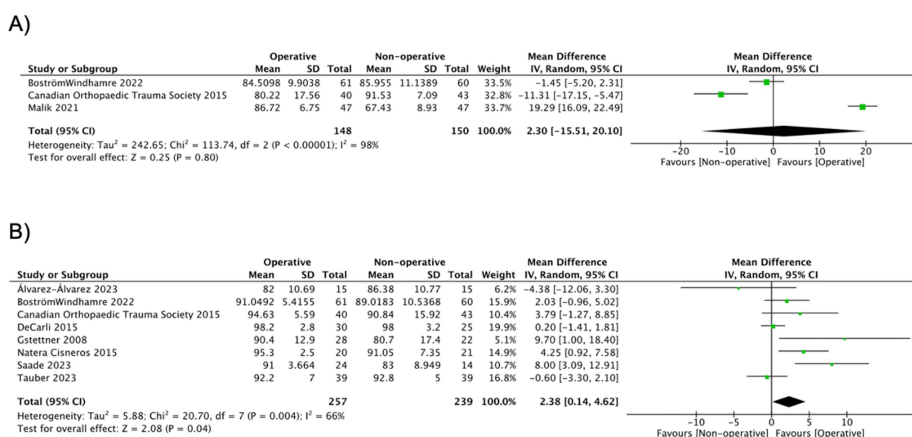 A)
Operative Non-operative Mean Difference Mean Difference
Study or Subgroup Mean SD Total Mean SD Total Weight IV, Random, 95% CI IV, Random, 95% CI
BoströmWindhamre 2022 84.5098 9.9038 61 85.955 11.1389 60 33.5% -1.45 [-5.20, 2.31]
Canadian Orthopaedic Trauma Society 2015 80.22 17.56 40 91.53 7.09 43 32.8% -11.31 [-17.15, -5.47]
Malik 2021 86.72 6.75 47 67.43 8.93 47 33.7% 19.29 [16.09, 22.49]
Total (95% CI) 148 150 100.0% 2.30 [-15.51, 20.10]
Heterogeneity: Tau² = 242.65; Chi² = 113.74, df = 2 (P < 0.00001); I² = 98%
Test for overall effect: Z = 0.25 (P = 0.80)
-20 -10 0 10 20
Favours [Non-operative] Favours [Operative]
B)
Operative Non-operative Mean Difference Mean Difference
Study or Subgroup Mean SD Total Mean SD Total Weight IV, Random, 95% CI IV, Random, 95% CI
Álvarez-Álvarez 2023 82 10.69 15 86.38 10.77 15 6.2% -4.38 [-12.06, 3.30]
BoströmWindhamre 2022 91.0492 5.4155 61 89.0183 10.5368 60 15.9% 2.03 [-0.96, 5.02]
Canadian Orthopaedic Trauma Society 2015 94.63 5.59 40 90.84 15.92 43 10.4% 3.79 [-1.27, 8.85]
DeCarli 2015 98.2 2.8 30 98 3.2 25 20.6% 0.20 [-1.41, 1.81]
Gstettner 2008 90.4 12.9 28 80.7 17.4 22 5.1% 9.70 [1.00, 18.40]
Natera Cisneros 2015 95.3 2.5 20 91.05 7.35 21 14.4% 4.25 [0.92, 7.58]
Saade 2023 91 3.664 24 83 8.949 14 10.7% 8.00 [3.09, 12.91]
Tauber 2023 92.2 7 39 92.8 5 39 16.8% -0.60 [-3.30, 2.10]
Total (95% CI) 257 239 100.0% 2.38 [0.14, 4.62]
Heterogeneity: Tau² = 5.88; Chi² = 20.70, df = 7 (P = 0.004); I² = 66%
Test for overall effect: Z = 2.08 (P = 0.04)
-10 -5 0 5 10
Favours [Non-operative] Favours [Operative]